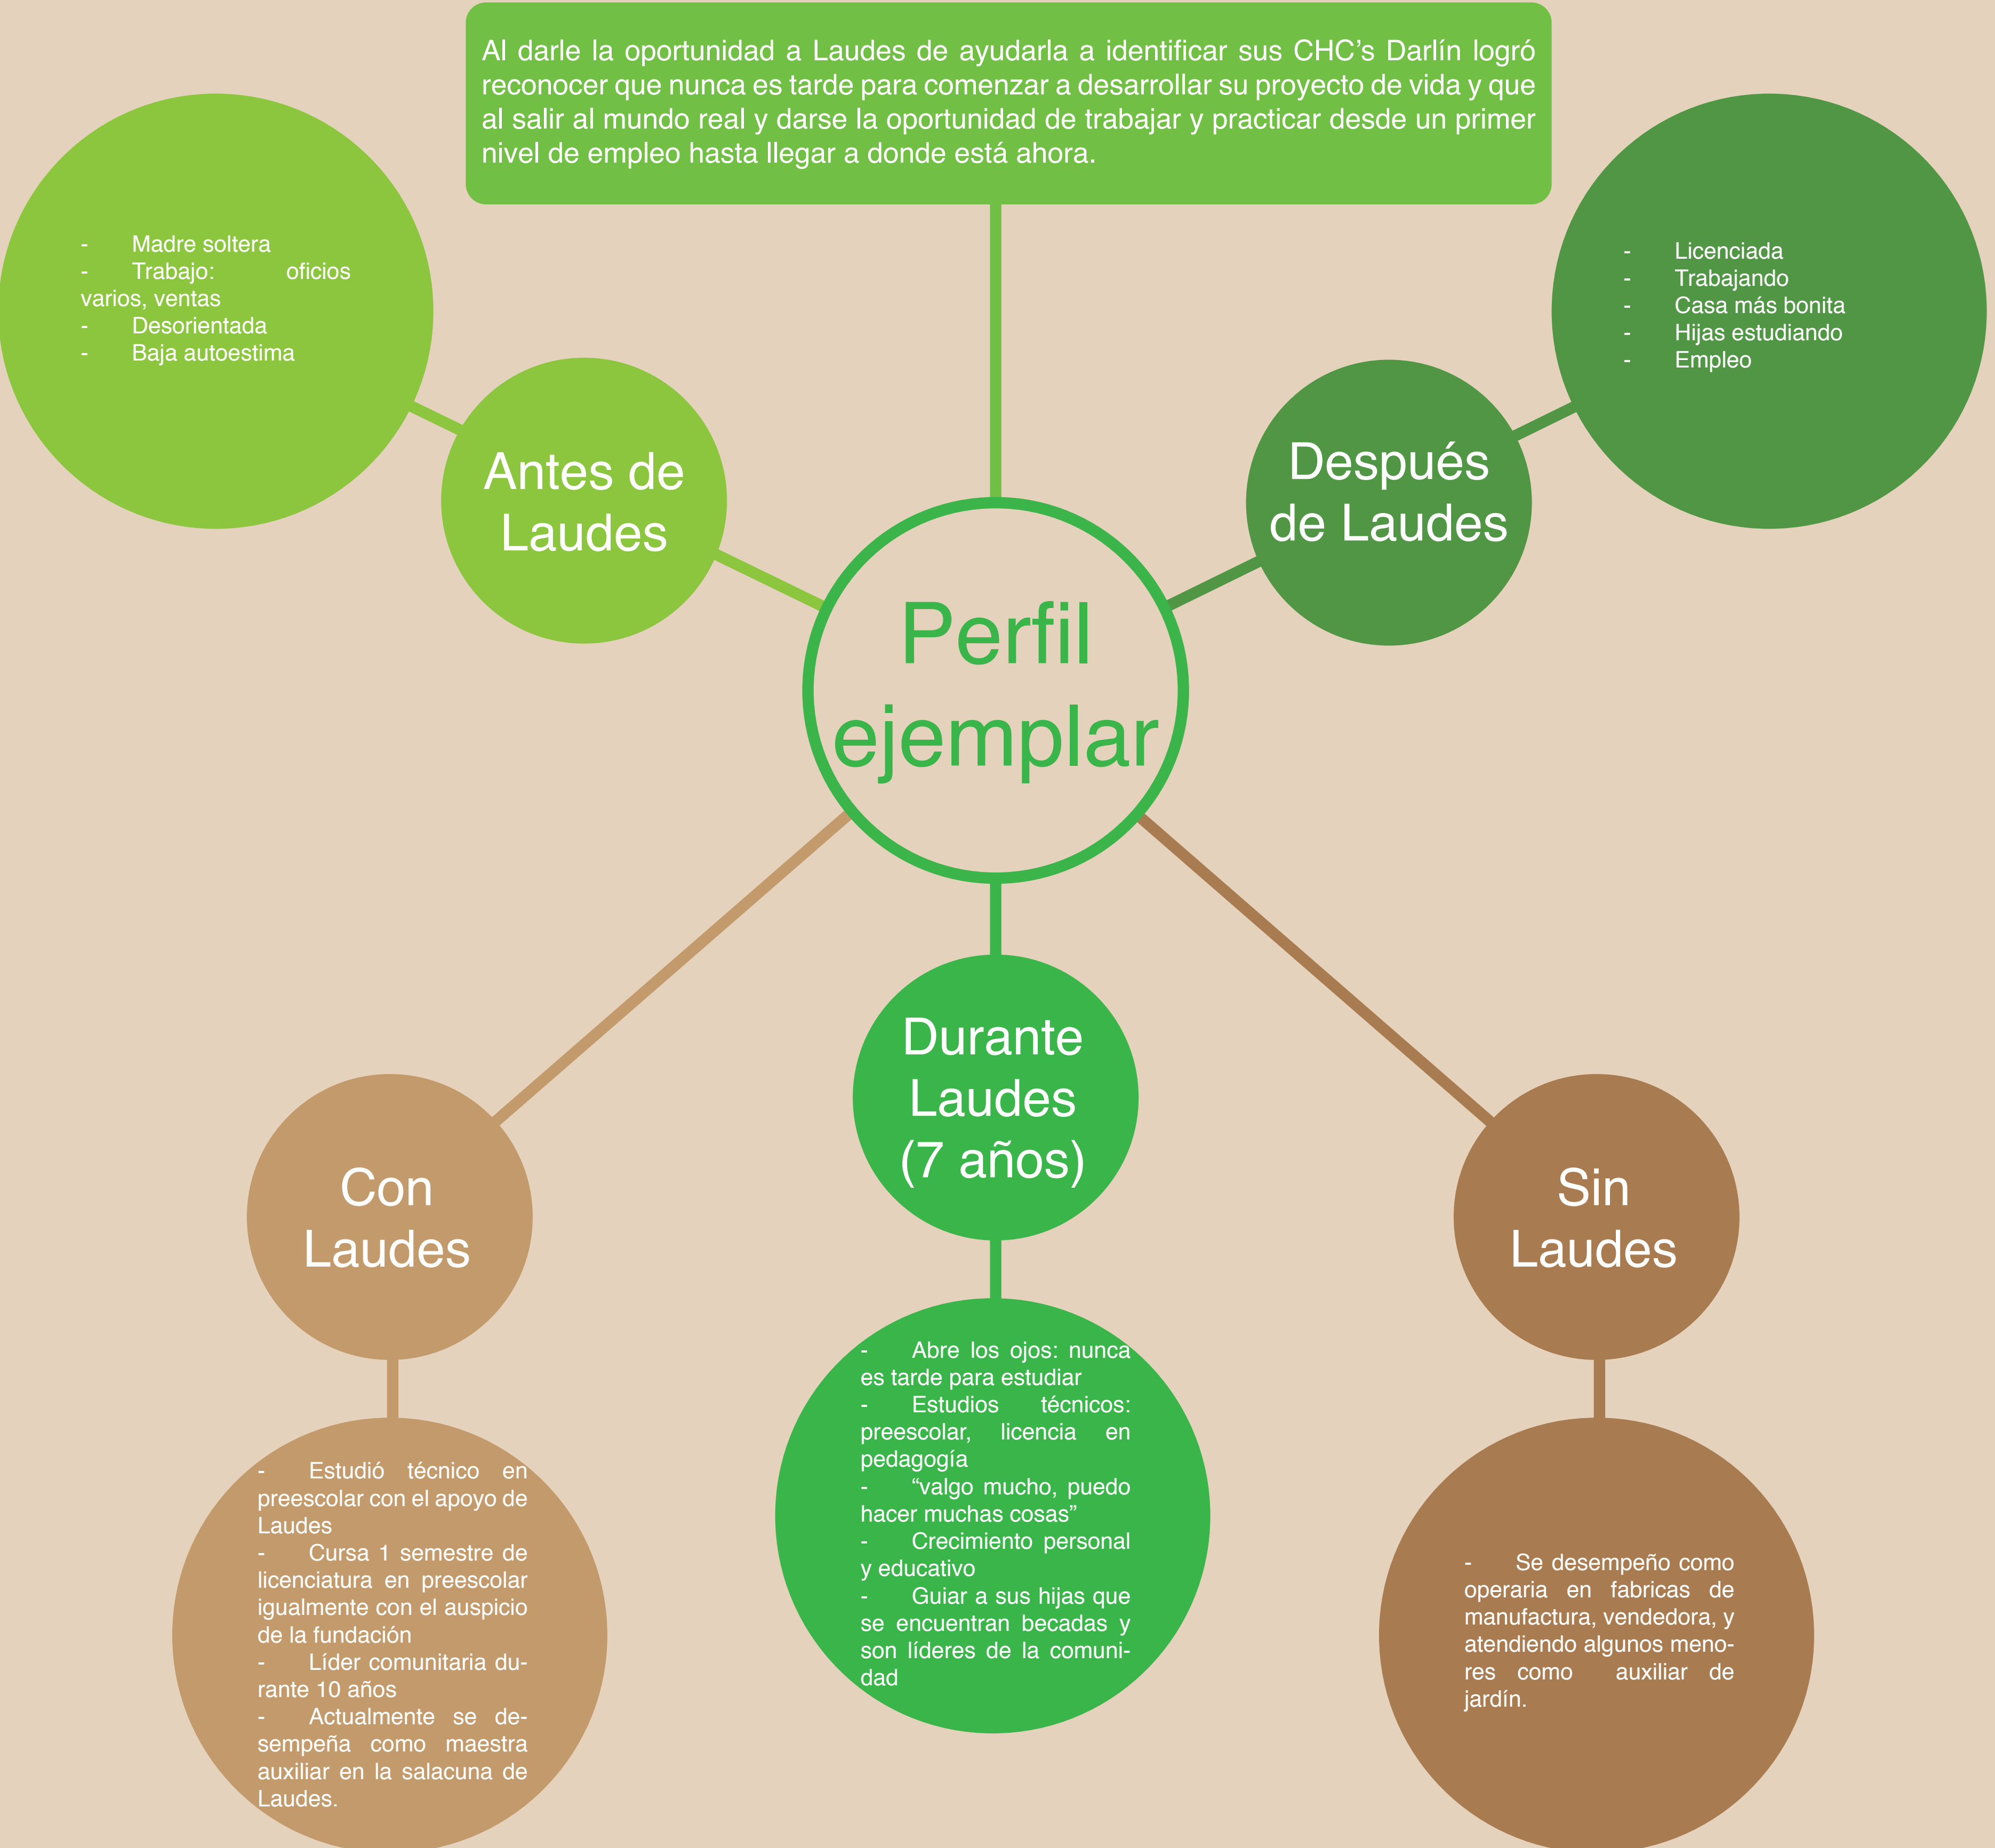 Al darle la oportunidad a Laudes de ayudarla a identificar sus CHC's Darlín logró
reconocer que nunca es tarde para comenzar a desarrollar su proyecto de vida y que
al salir al mundo real y darse la oportunidad de trabajar y practicar desde un primer
nivel de empleo hasta llegar a donde está ahora.
- Madre soltera
- Trabajo: oficios
varios, ventas
- Desorientada
- Baja autoestima
- Licenciada
- Trabajando
- Casa más bonita
- Hijas estudiando
- Empleo
Antes de
Laudes
Después
de Laudes
Perfil
ejemplar
Durante
Laudes
(7 años)
Con
Laudes
Sin
Laudes
- Estudió técnico en
preescolar con el apoyo de
Laudes
- Cursa 1 semestre de
licenciatura en preescolar
igualmente con el auspicio
de la fundación
- Líder comunitaria du-
rante 10 años
- Actualmente se de-
sempeña como maestra
auxiliar en la salacuna de
Laudes.
- Abre los ojos: nunca
es tarde para estudiar
- Estudios técnicos:
preescolar, licencia en
pedagogía
- “valgo mucho, puedo
hacer muchas cosas”
- Crecimiento personal
y educativo
- Guiar a sus hijas que
se encuentran becadas y
son líderes de la comuni-
dad
- Se desempeño como
operaria en fabricas de
manufactura, vendedora, y
atendiendo algunos meno-
res como auxiliar de
jardín.